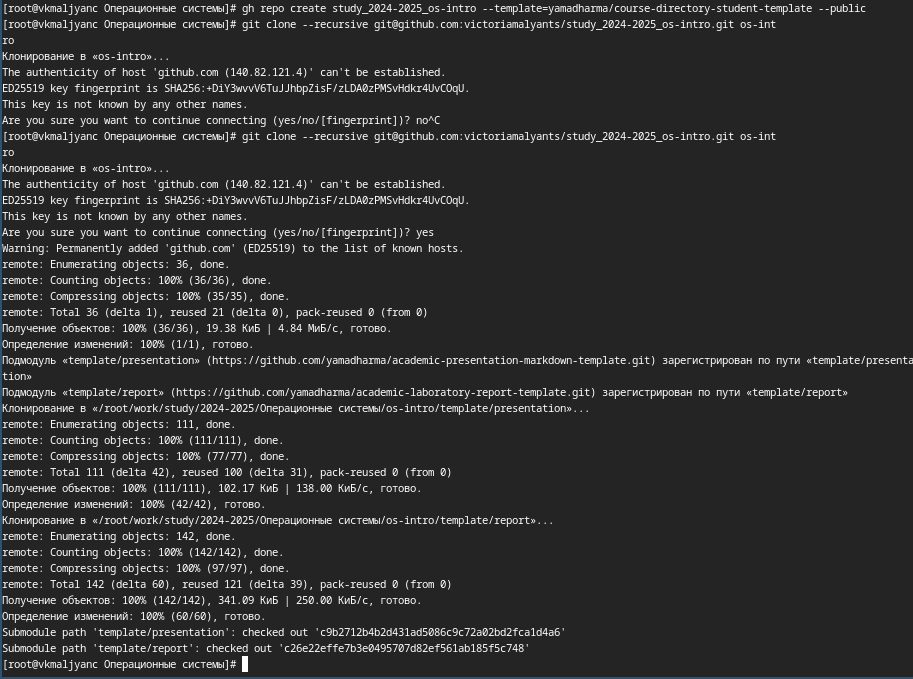 [root@vkmaljyanc Операционные системы]# gh repo create study_2024-2025_os-intro --template=yamadharma/course-directory-student-template --public
[root@vkmaljyanc Операционные системы]# git clone --recursive git@github.com:victoriamalyants/study_2024-2025_os-intro.git os-int
ro
Клонирование в «os-intro»...
The authenticity of host 'github.com (140.82.121.4)' can't be established.
ED25519 key fingerprint is SHA256:+DiY3wvvV6TuJJhbpZisF/zLDA0zPMSvHdkr4UvCOqU.
This key is not known by any other names.
Are you sure you want to continue connecting (yes/no/[fingerprint])? no^C
[root@vkmaljyanc Операционные системы]# git clone --recursive git@github.com:victoriamalyants/study_2024-2025_os-intro.git os-int
ro
Клонирование в «os-intro»...
The authenticity of host 'github.com (140.82.121.4)' can't be established.
ED25519 key fingerprint is SHA256:+DiY3wvvV6TuJJhbpZisF/zLDA0zPMSvHdkr4UvCOqU.
This key is not known by any other names.
Are you sure you want to continue connecting (yes/no/[fingerprint])? yes
Warning: Permanently added 'github.com' (ED25519) to the list of known hosts.
remote: Enumerating objects: 36, done.
remote: Counting objects: 100% (36/36), done.
remote: Compressing objects: 100% (35/35), done.
remote: Total 36 (delta 1), reused 21 (delta 0), pack-reused 0 (from 0)
Получение объектов: 100% (36/36), 19.38 КиБ | 4.84 МиБ/с, готово.
Определение изменений: 100% (1/1), готово.
Подмодуль «template/presentation» (https://github.com/yamadharma/academic-presentation-markdown-template.git) зарегистрирован по пути «template/presenta
tion»
Подмодуль «template/report» (https://github.com/yamadharma/academic-laboratory-report-template.git) зарегистрирован по пути «template/report»
Клонирование в «/root/work/study/2024-2025/Операционные системы/os-intro/template/presentation»...
remote: Enumerating objects: 111, done.
remote: Counting objects: 100% (111/111), done.
remote: Compressing objects: 100% (77/77), done.
remote: Total 111 (delta 42), reused 100 (delta 31), pack-reused 0 (from 0)
Получение объектов: 100% (111/111), 102.17 КиБ | 138.00 КиБ/с, готово.
Определение изменений: 100% (42/42), готово.
Клонирование в «/root/work/study/2024-2025/Операционные системы/os-intro/template/report»...
remote: Enumerating objects: 142, done.
remote: Counting objects: 100% (142/142), done.
remote: Compressing objects: 100% (97/97), done.
remote: Total 142 (delta 60), reused 121 (delta 39), pack-reused 0 (from 0)
Получение объектов: 100% (142/142), 341.09 КиБ | 250.00 КиБ/с, готово.
Определение изменений: 100% (60/60), готово.
Submodule path 'template/presentation': checked out 'c9b2712b4b2d431ad5086c9c72a02bd2fca1d4a6'
Submodule path 'template/report': checked out 'c26e22effe7b3e0495707d82ef561ab185f5c748'
[root@vkmaljyanc Операционные системы]#